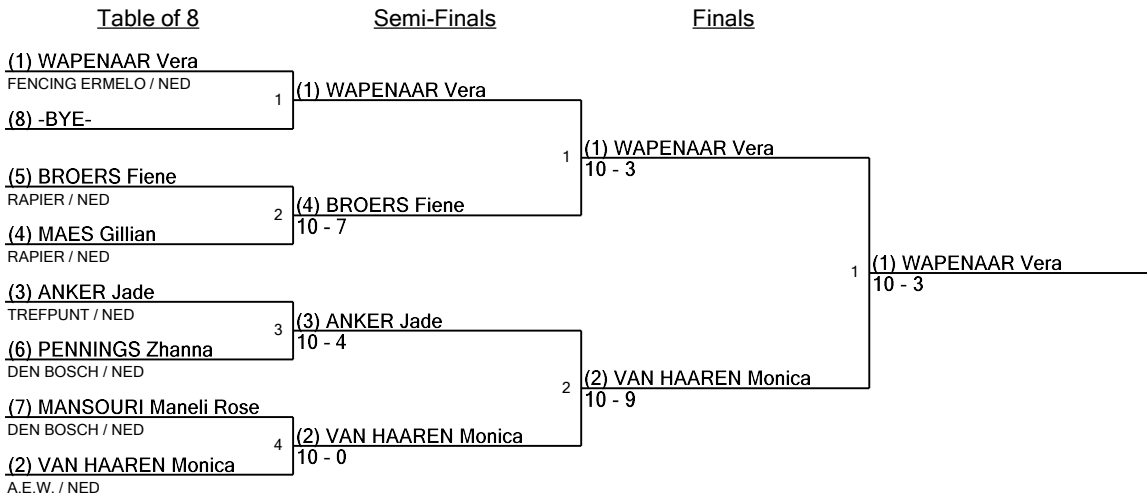 Table of 8
Semi-Finals
Finals
(1) WAPENAAR Vera
FENCING ERMELO / NED
1
(8) -BYE-
(1) WAPENAAR Vera
(5) BROERS Fiene
RAPIER / NED
2
(4) MAES Gillian
RAPIER / NED
(4) BROERS Fiene
10 - 7
1
(1) WAPENAAR Vera
10 - 3
(3) ANKER Jade
TREFPUNT / NED
3
(6) PENNINGS Zhanna
DEN BOSCH / NED
(3) ANKER Jade
10 - 4
(7) MANSOURI Maneli Rose
DEN BOSCH / NED
4
(2) VAN HAAREN Monica
A.E.W. / NED
(2) VAN HAAREN Monica
10 - 0
2
(2) VAN HAAREN Monica
10 - 9
1
(1) WAPENAAR Vera
10 - 3